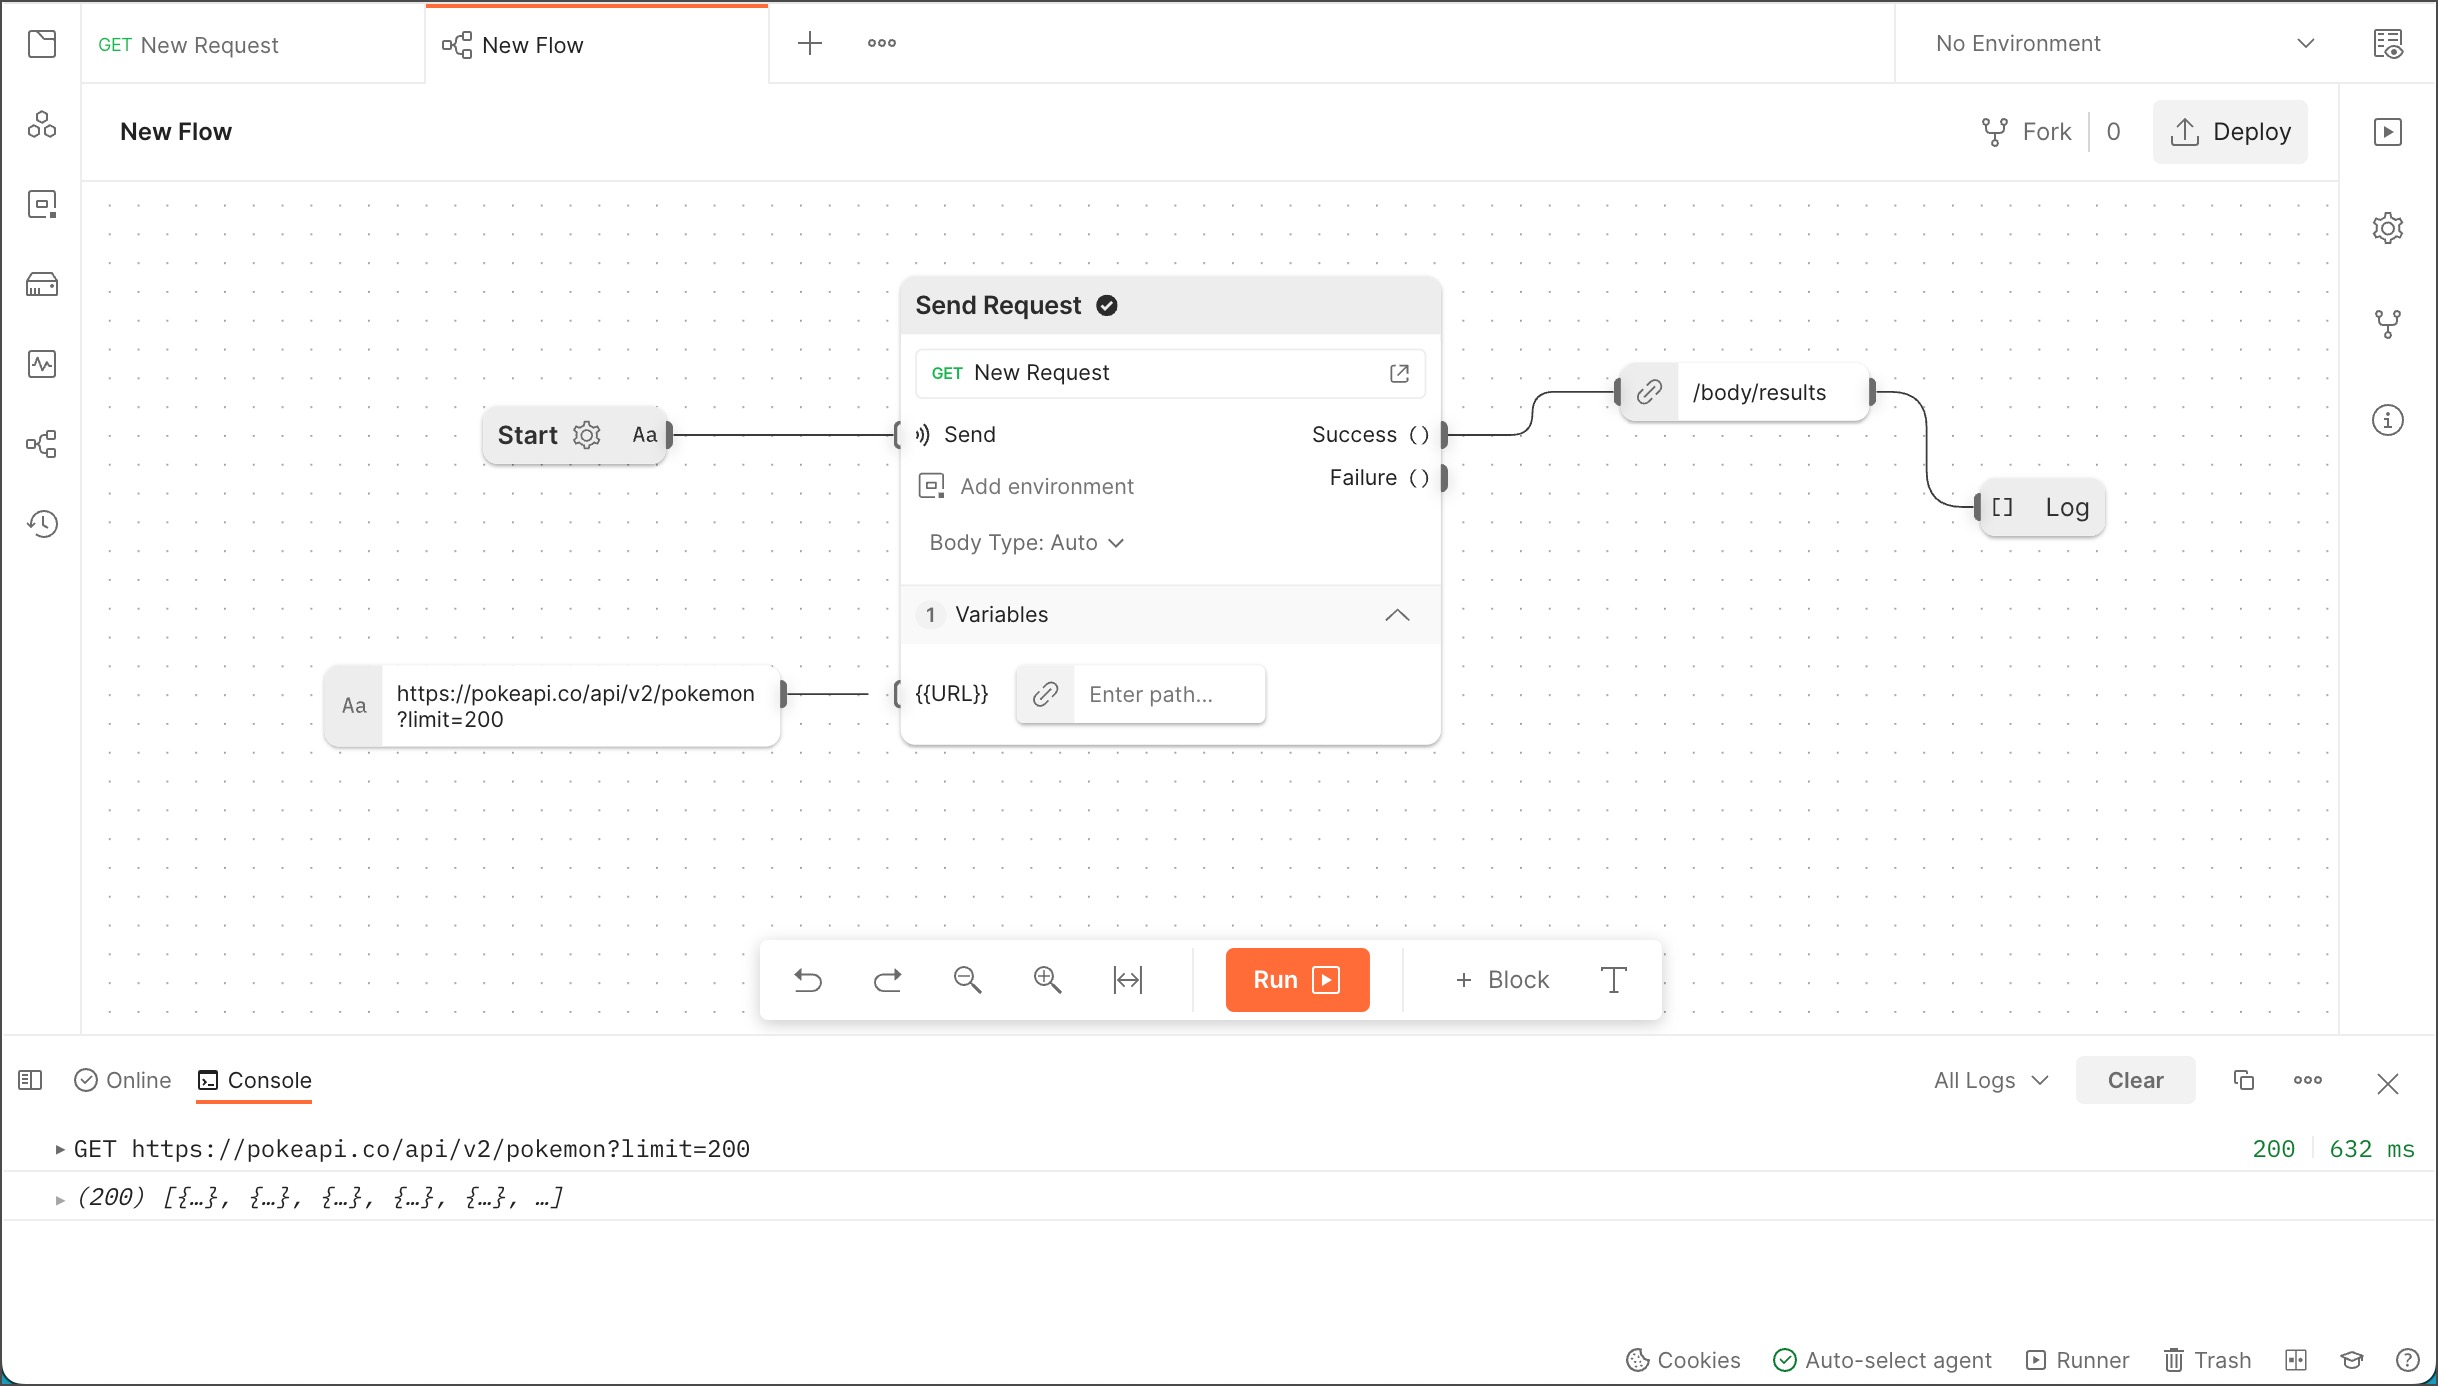 GET New Request
New Flow
No Environment
New Flow
Fork
0
Deploy
Send Request
GET New Request
Start
Aa
Send
Success ()
Add environment
Failure ()
Body Type: Auto
/body/results
[] Log
1 Variables
Aa
https://pokeapi.co/api/v2/pokemon
?limit=200
{{URL}}
Enter path...
Run
+ Block
T
Online
Console
All Logs
Clear
GET https://pokeapi.co/api/v2/pokemon?limit=200
200
632 ms
(200) [{…}, {…}, {…}, {…}, {…}, …]
Cookies
Auto-select agent
Runner
Trash